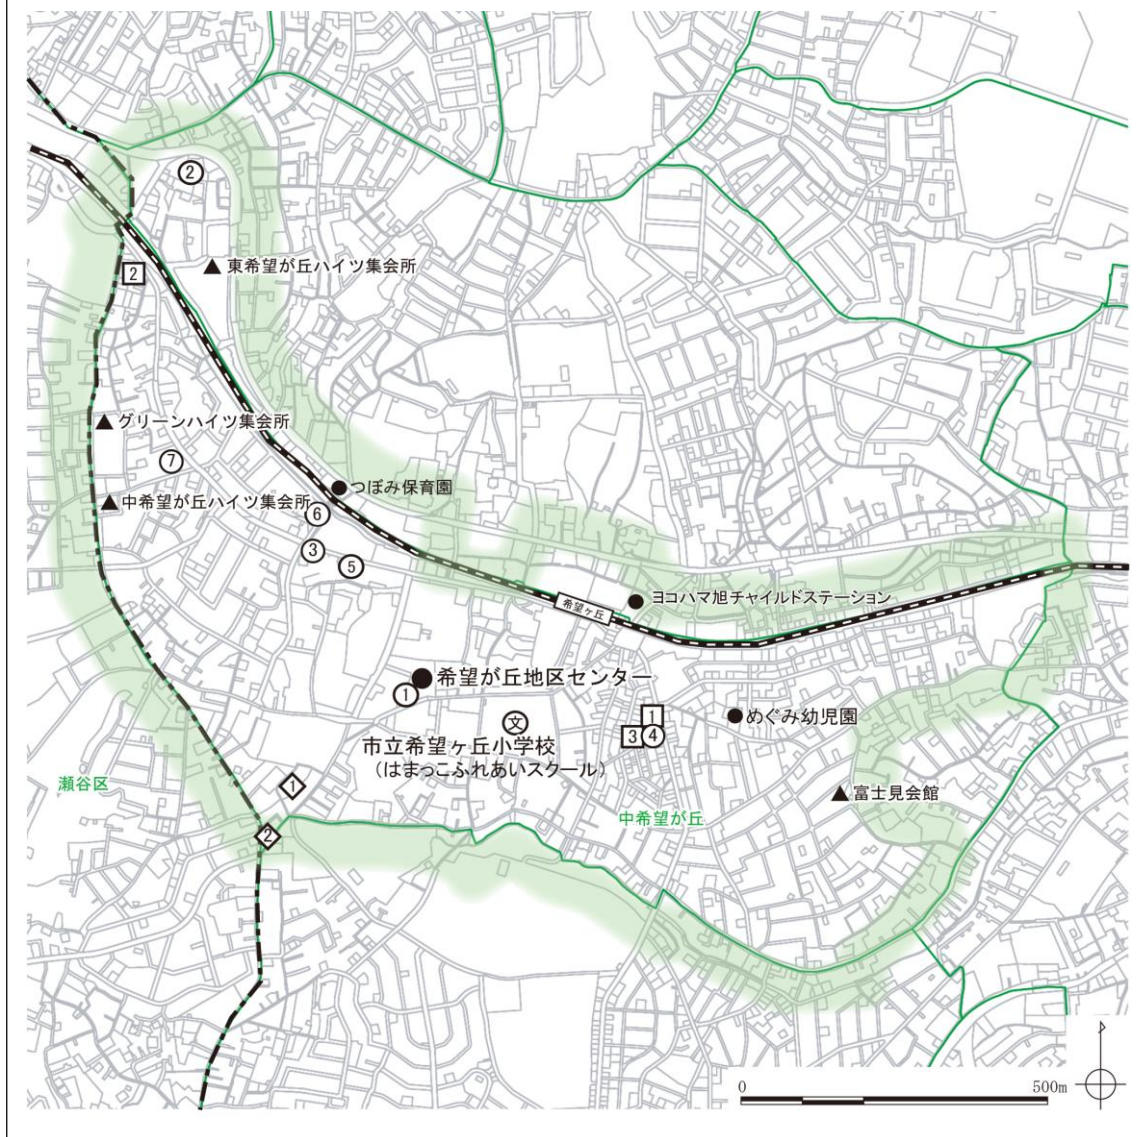 ②
東希望が丘ハイツ集会所
2
グリーンハイツ集会所
⑦
つぼみ保育園
中希望が丘ハイツ集会所
⑥
③
⑤
ヨコハマ旭チャイルドステーション
希望ヶ丘
希望が丘地区センター
①
文
1
めぐみ幼児園
3
④
市立希望ヶ丘小学校
(はまっこふれあいスクール)
瀬谷区
1
富士見会館
中希望が丘
2
0 500m